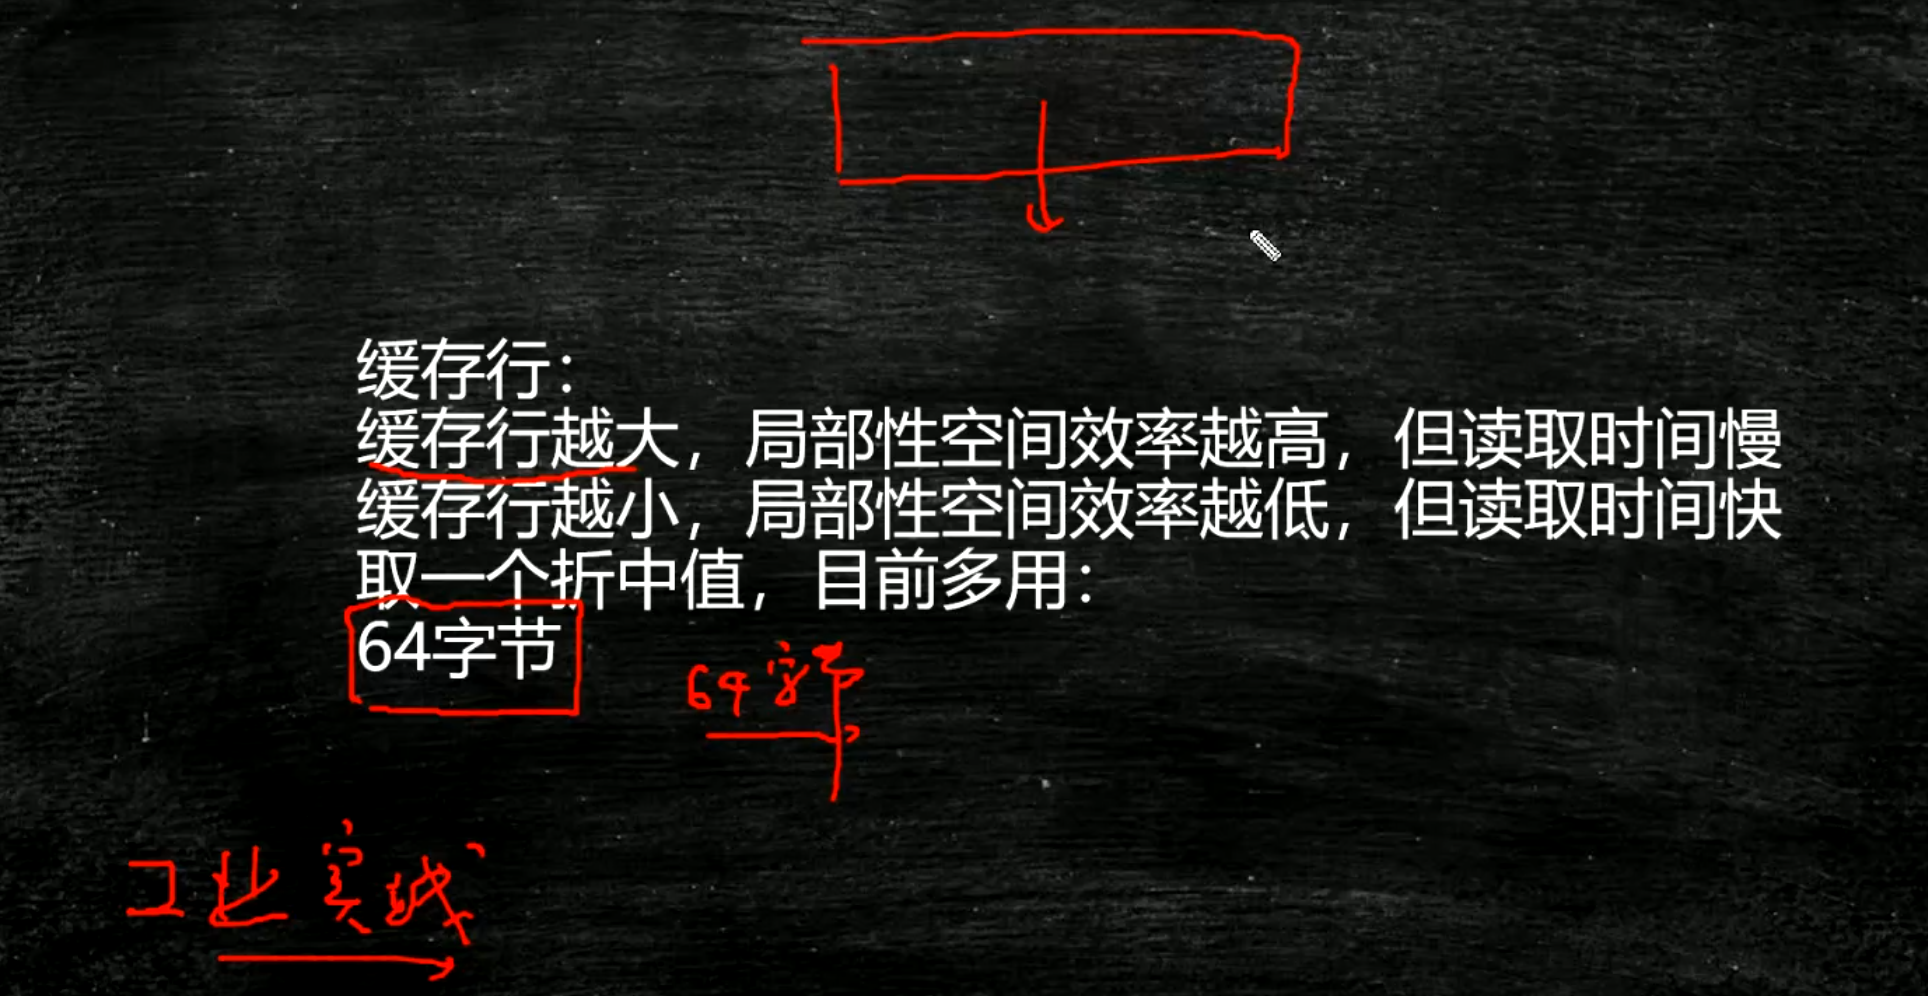 缓存行：
缓存行越大，局部性空间效率越高，但读取时间慢
缓存行越小，局部性空间效率越低，但读取时间快
取一个折中值，目前多用：
64字节
64字节
工业实践